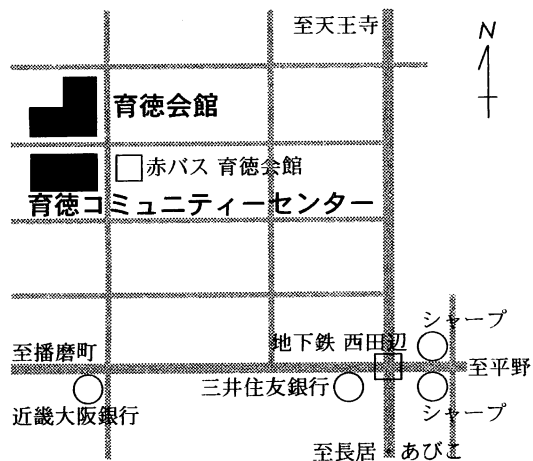 至天王寺
N
育徳会館
赤バス 育徳会館
育徳コミュニティーセンター
シャープ
地下鉄 西田辺
至播磨町
至平野
三井住友銀行
近畿大阪銀行
シャープ
至長居・あびこ